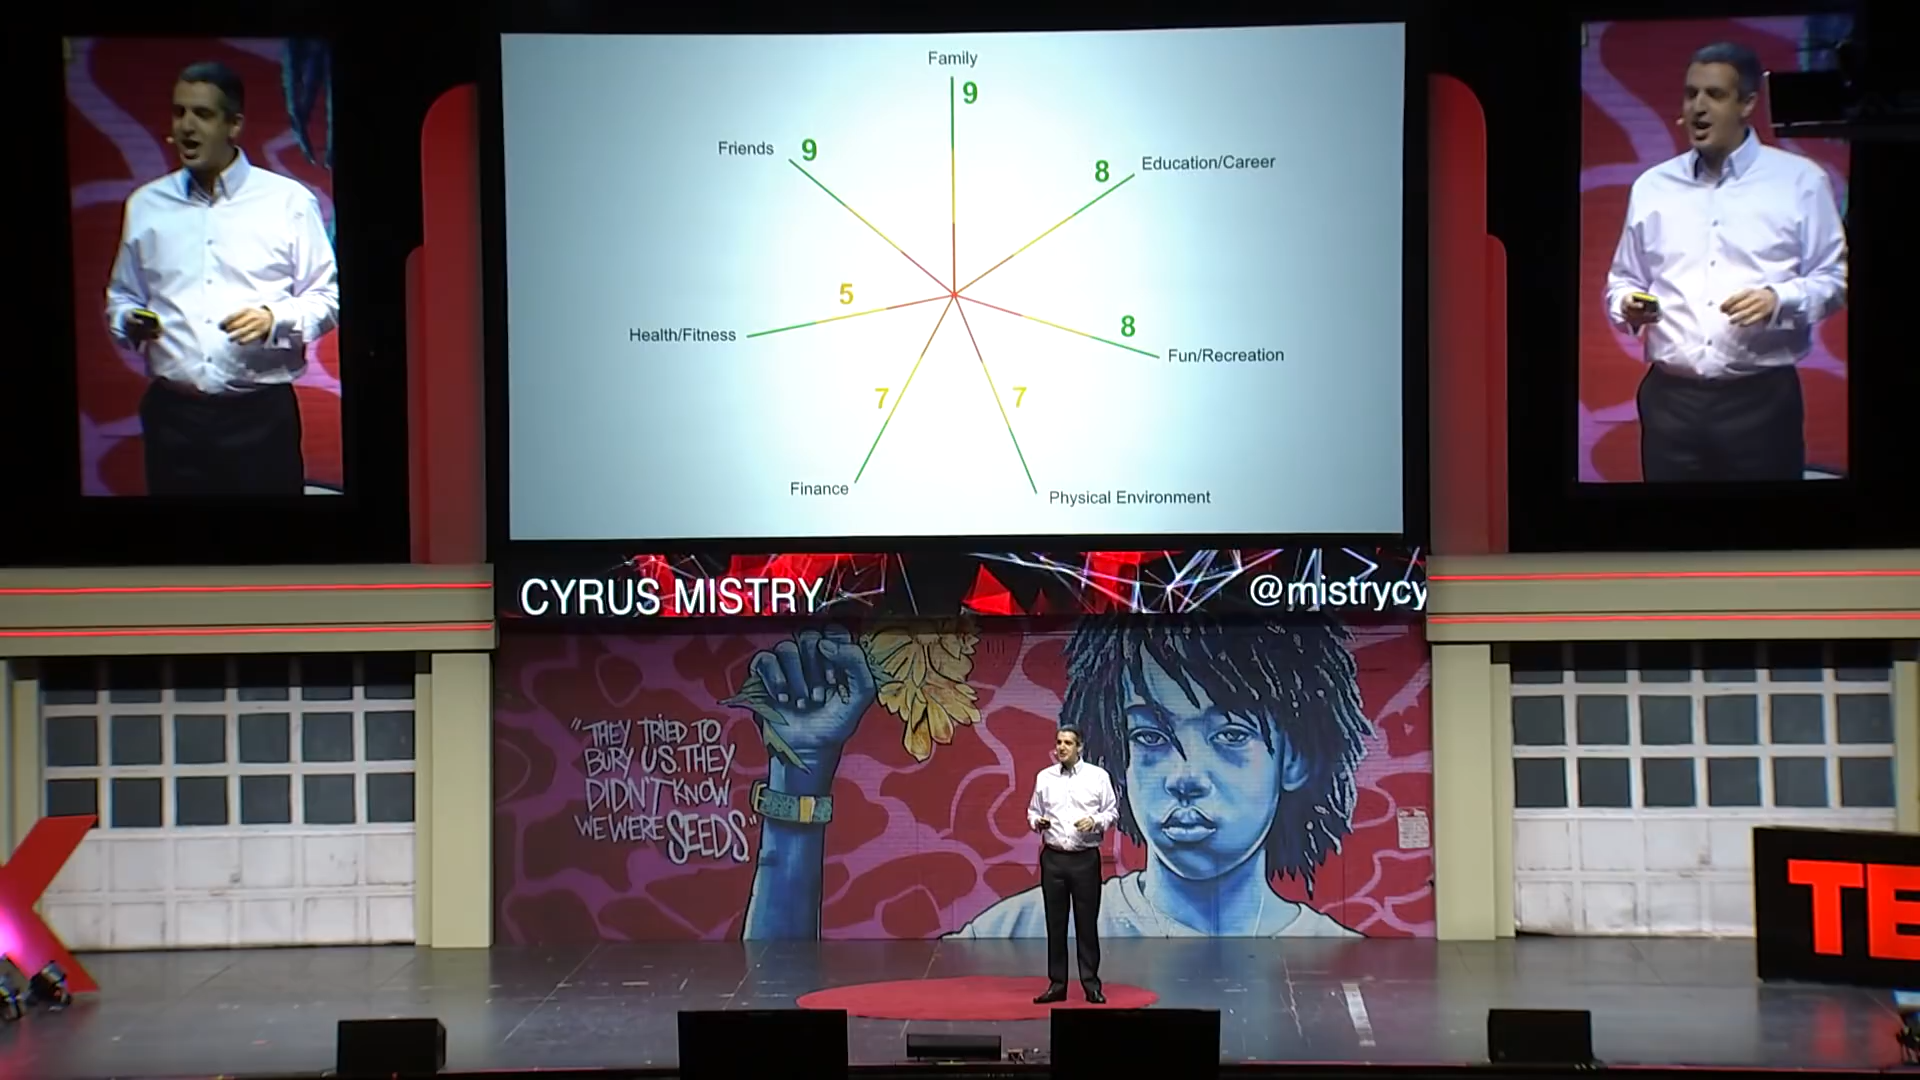 Family
9
Friends 9
8 Education/Career
5
Health/Fitness
8
Fun/Recreation
7
7
Finance
Physical Environment
CYRUS MISTRY
@mistrycy
"THEY TRIED TO
BURY US. THEY
DIDN'T KNOW
WE WERE SEEDS."
X
TE